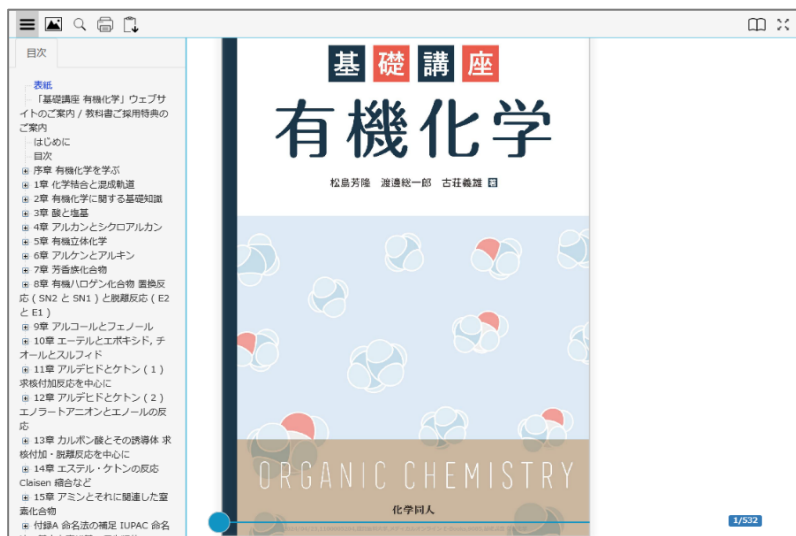 目次
表紙
「基礎講座 有機化学」ウェブサ
イトのご案内 / 教科書ご採用特典の
ご案内
はじめに
目次
序章 有機化学を学ぶ
1章 化学結合と混成軌道
2章 有機化学に関する基礎知識
3章 酸と塩基
4章 アルカンとシクロアルカン
5章 有機立体化学
6章 アルケンとアルキン
7章 芳香族化合物
8章 有機ハロゲン化合物 置換反
応 ( SN2 と SN1 ) と脱離反応 ( E2
と E1 )
9章 アルコールとフェノール
10章 エーテルとエポキシド, チ
オールとスルフィド
11章 アルデヒドとケトン ( 1 )
求核付加反応を中心に
12章 アルデヒドとケトン ( 2 )
エノラートアニオンとエノールの反
応
13章 カルボン酸とその誘導体 求
核付加・脱離反応を中心に
14章 エステル・ケトンの反応
Claisen 縮合など
15章 アミンとそれに関連した窒
素化合物
付録A 命名法の補足 IUPAC 命名
基礎講座
有機化学
松島芳隆 渡邉総一郎 古荘義雄 著
ORGANIC CHEMISTRY
化学同人
1/532